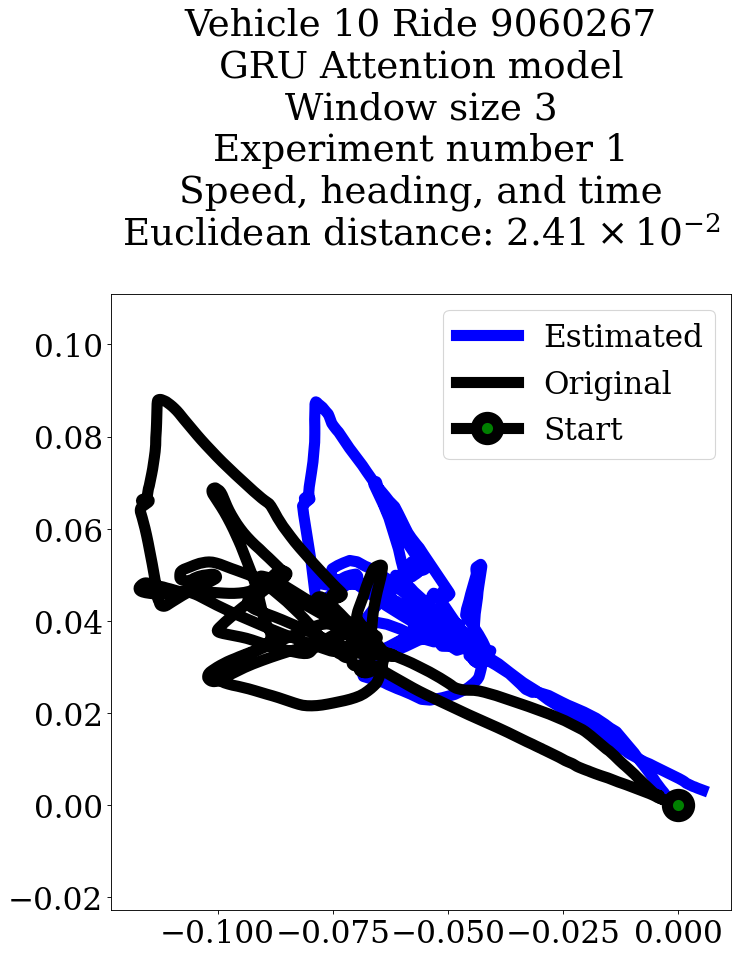 Vehicle 10 Ride 9060267
GRU Attention model
Window size 3
Experiment number 1
Speed, heading, and time
Euclidean distance: 2.41 × 10⁻²
Estimated
Original
Start
0.10
0.08
0.06
0.04
0.02
0.00
−0.02
−0.100 −0.075 −0.050 −0.025 0.000